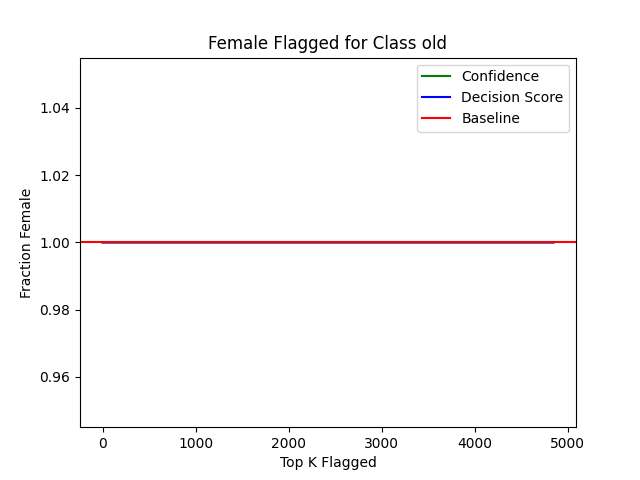 Female Flagged for Class old
Confidence
Decision Score
Baseline
1.04
1.02
1.00
0.98
0.96
Fraction Female
0 1000 2000 3000 4000 5000
Top K Flagged